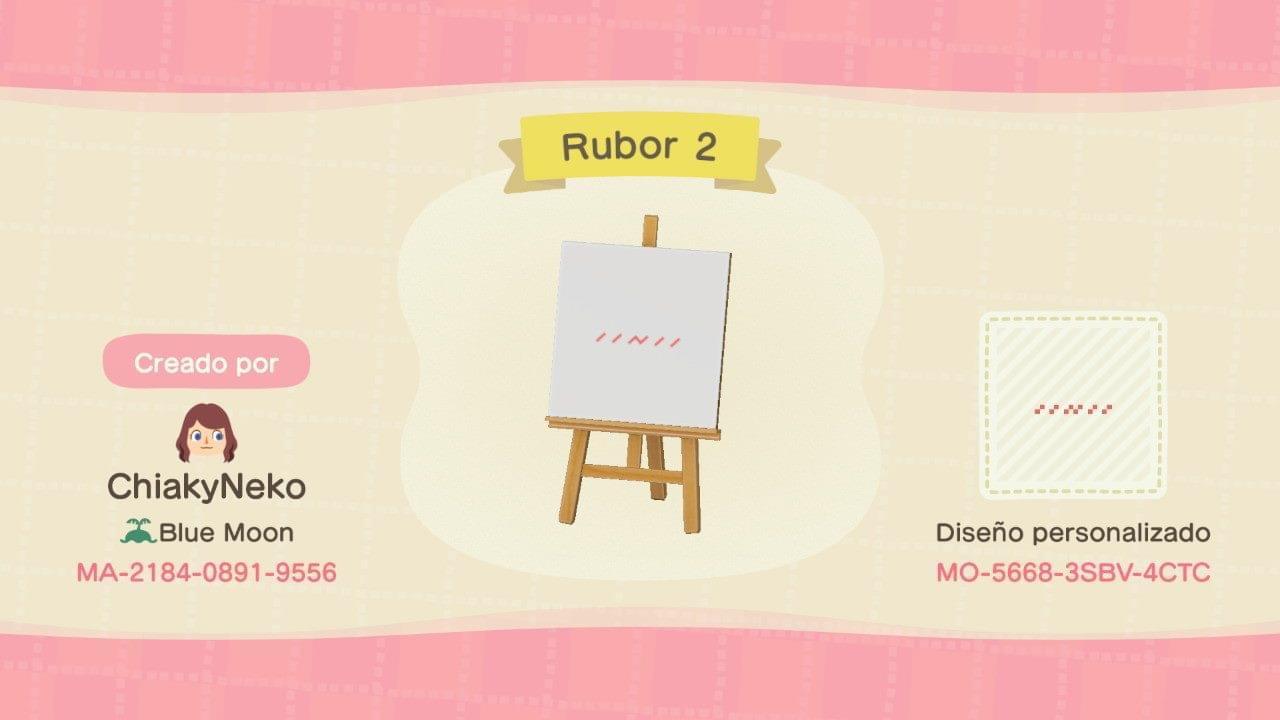 Rubor 2
Creado por
ChiakyNeko
Blue Moon
MA-2184-0891-9556
Diseño personalizado
MO-5668-3SBV-4CTC